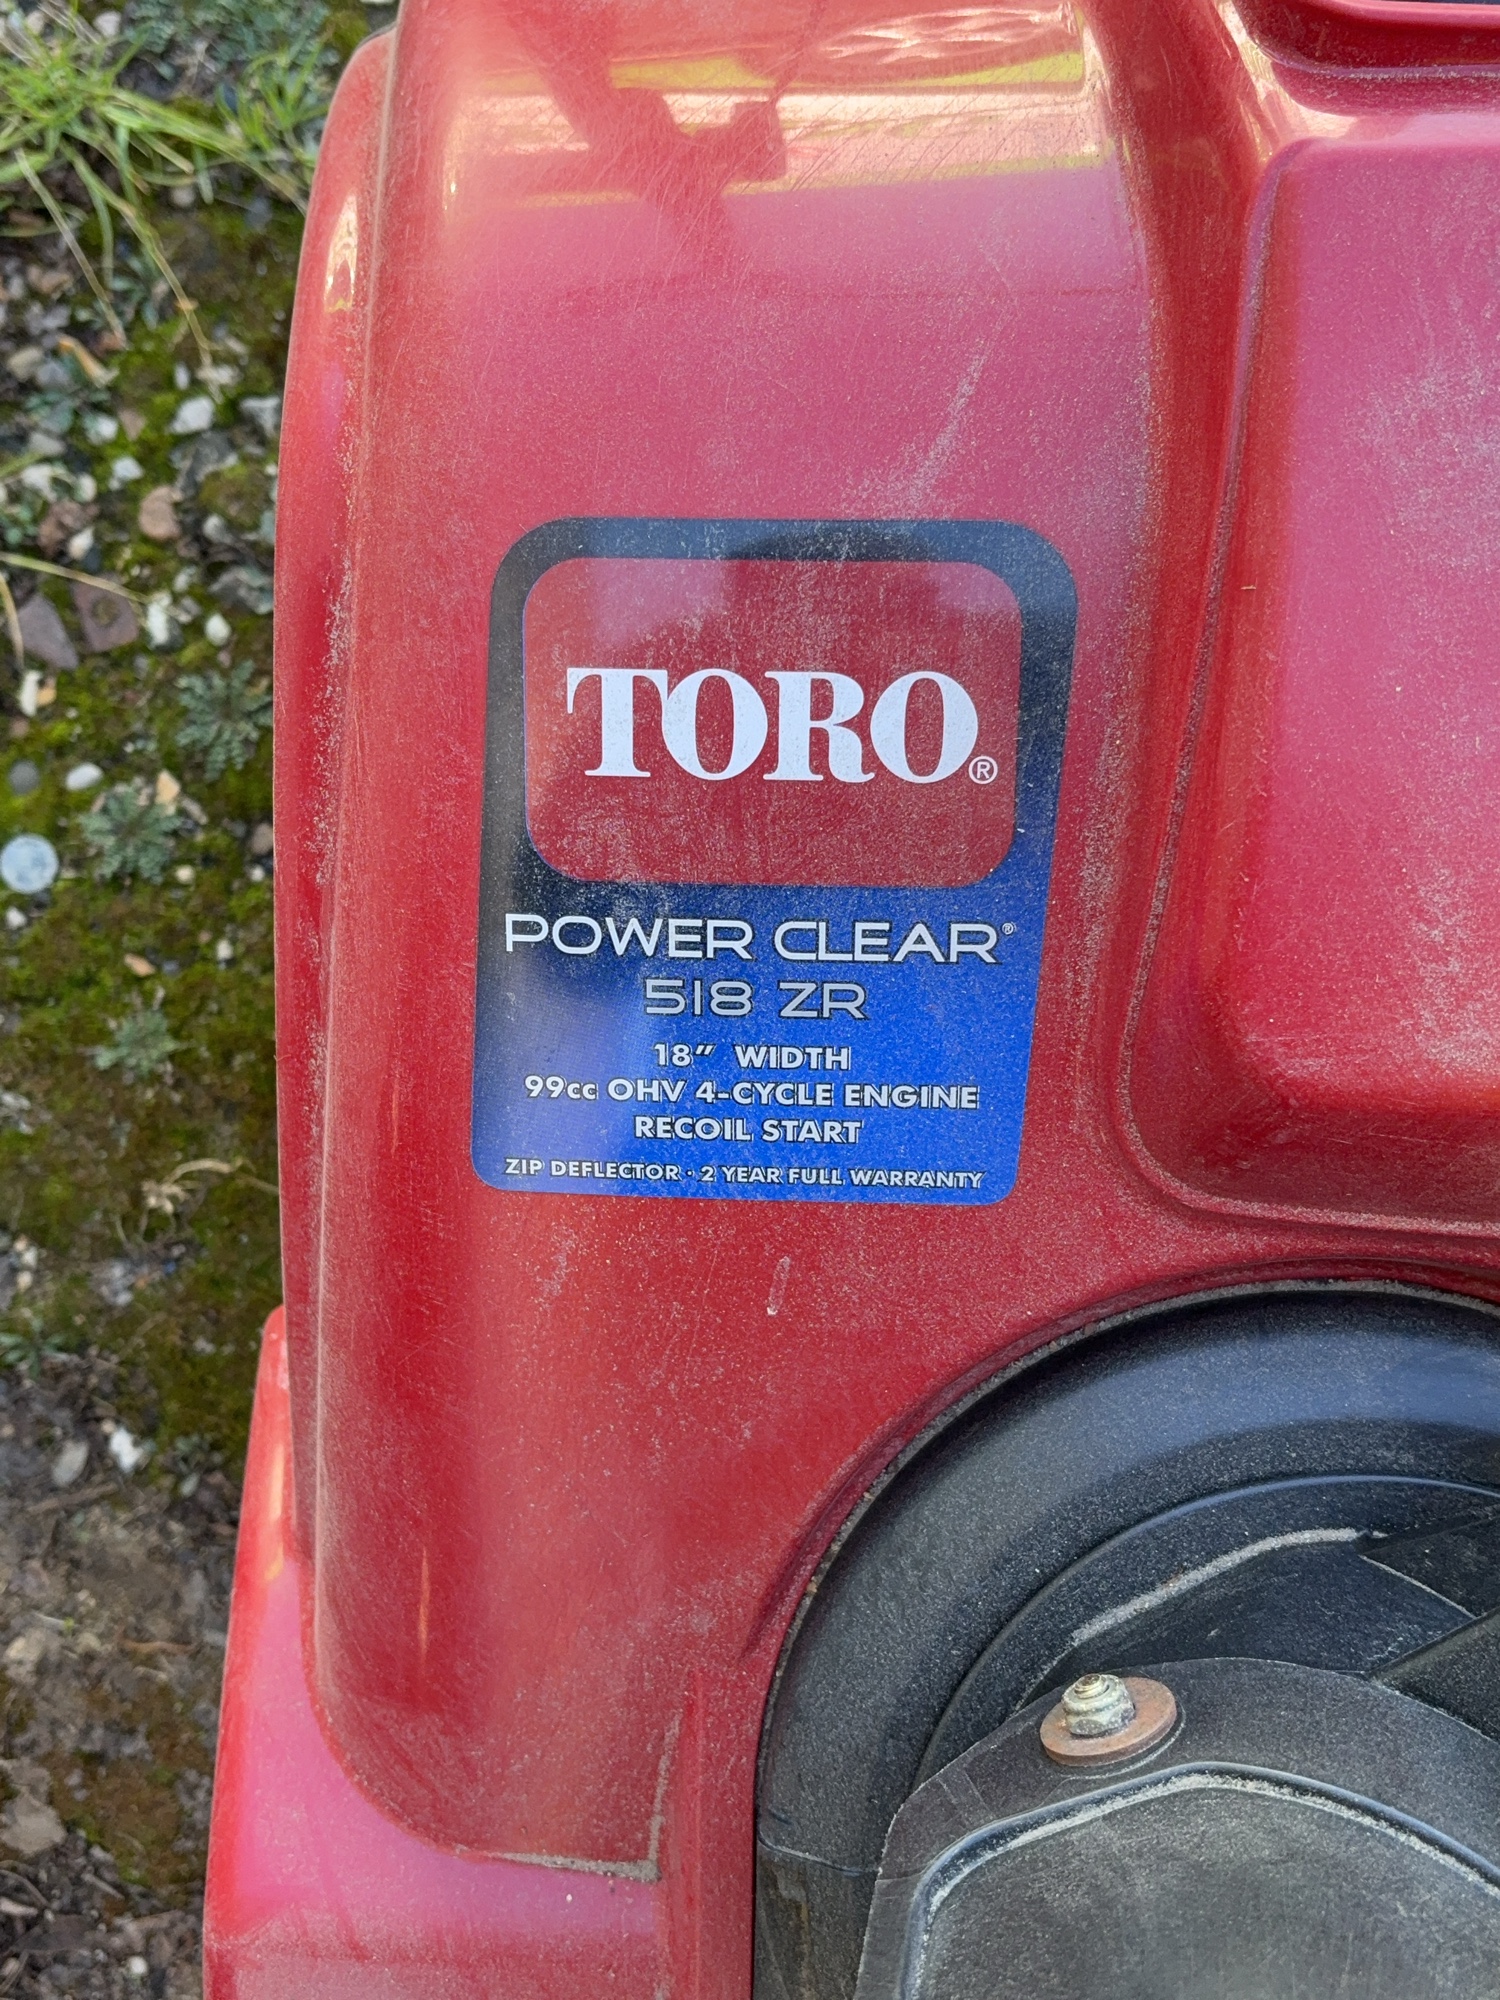 TORO®
POWER CLEAR®
518 ZR
18" WIDTH
99cc OHV 4-CYCLE ENGINE
RECOIL START
ZIP DEFLECTOR · 2 YEAR FULL WARRANTY